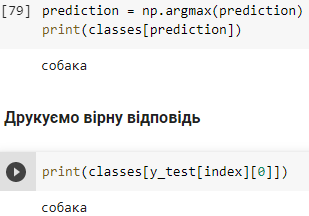 [79] prediction = np.argmax(prediction)
print(classes[prediction])
собака
Друкуємо вірну відповідь
print(classes[y_test[index][0]])
собака